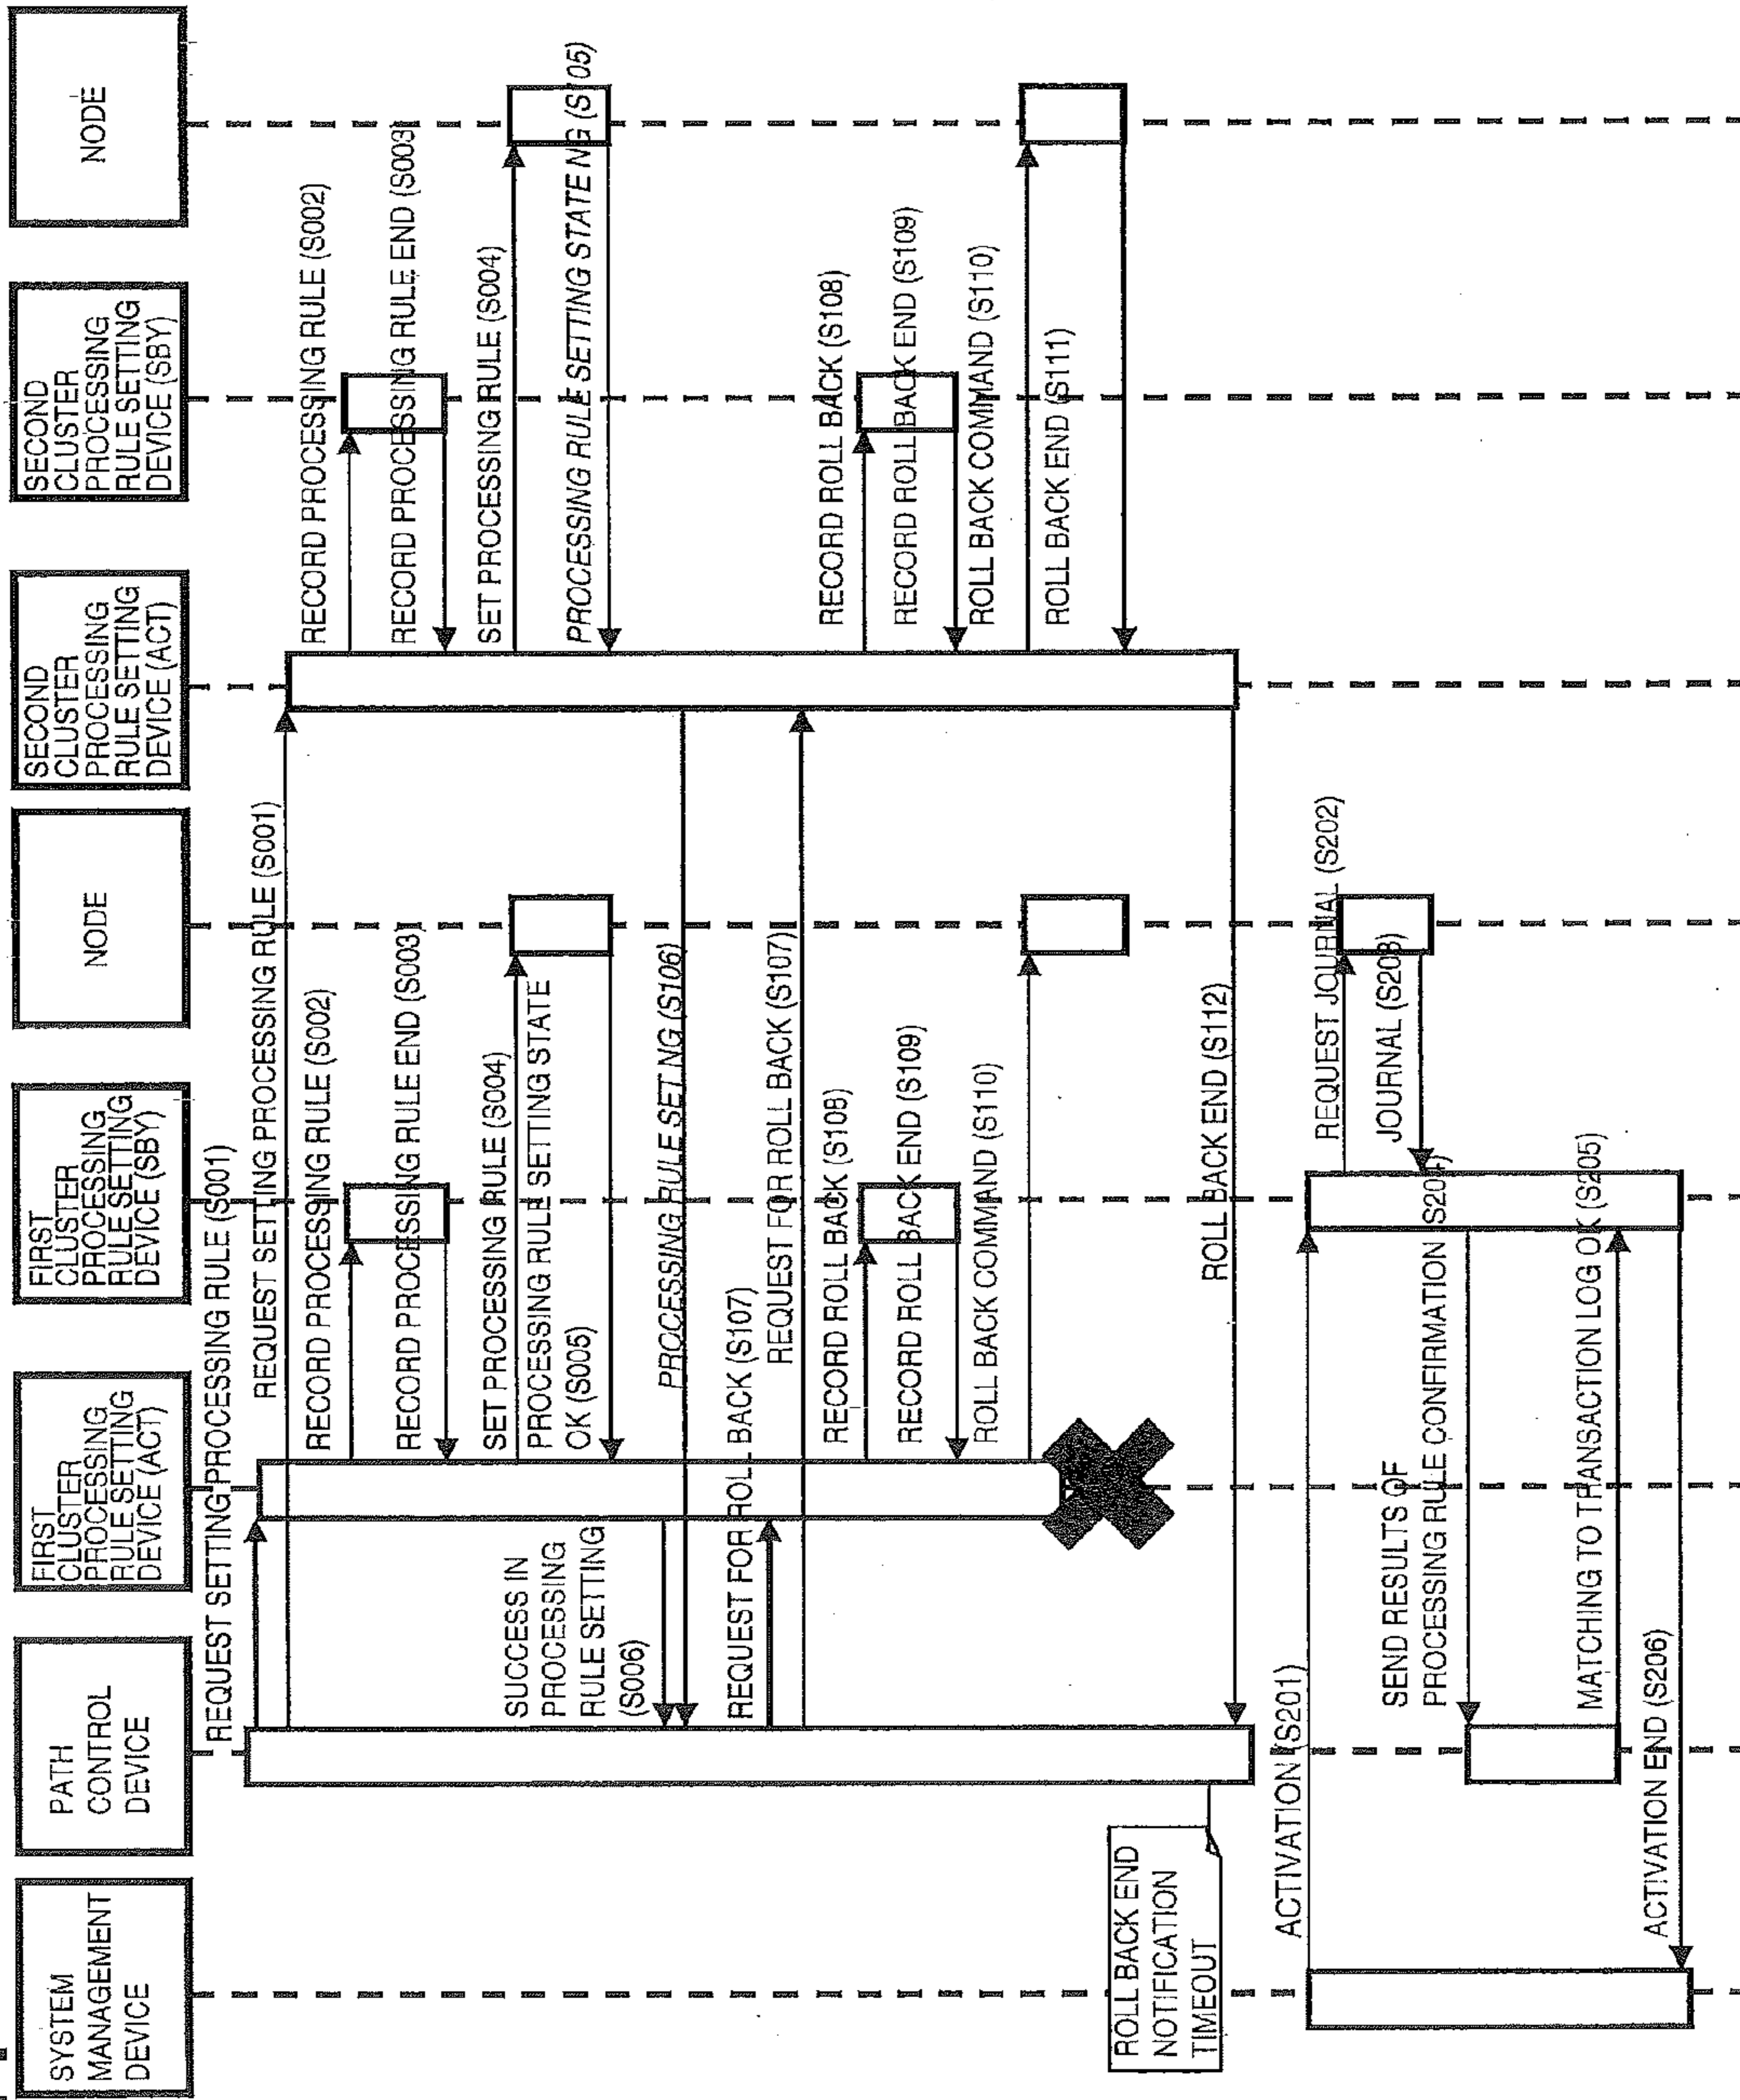 SYSTEM
MANAGEMENT
DEVICE
PATH
CONTROL
DEVICE
FIRST
CLUSTER
PROCESSING
RULE SETTING
DEVICE (ACT)
FIRST
CLUSTER
PROCESSING
RULE SETTING
DEVICE (SBY)
NODE
SECOND
CLUSTER
PROCESSING
RULE SETTING
DEVICE (ACT)
SECOND
CLUSTER
PROCESSING
RULE SETTING
DEVICE (SBY)
NODE
REQUEST SETTING PROCESSING RULE (S001)
REQUEST SETTING PROCESSING RULE (S001)
RECORD PROCESSING RULE (S002)
RECORD PROCESSING RULE (S002)
RECORD PROCESSING RULE END (S003)
RECORD PROCESSING RULE END (S003)
SET PROCESSING RULE (S004)
SET PROCESSING RULE (S004)
PROCESSING RULE SETTING STATE
OK (S005)
PROCESSING RULE SETTING STATE NG (S105)
SUCCESS IN
PROCESSING
RULE SETTING
(S006)
PROCESSING RULE SET NG (S106)
REQUEST FOR ROLL BACK (S107)
REQUEST FOR ROLL BACK (S107)
RECORD ROLL BACK (S108)
RECORD ROLL BACK (S108)
RECORD ROLL BACK END (S109)
RECORD ROLL BACK END (S109)
ROLL BACK COMMAND (S110)
ROLL BACK COMMAND (S110)
ROLL BACK END (S111)
ROLL BACK END (S112)
ROLL BACK END
NOTIFICATION
TIMEOUT
ACTIVATION (S201)
REQUEST JOURNAL (S202)
JOURNAL (S203)
SEND RESULTS OF
PROCESSING RULE CONFIRMATION (S204)
MATCHING TO TRANSACTION LOG OK (S205)
ACTIVATION END (S206)